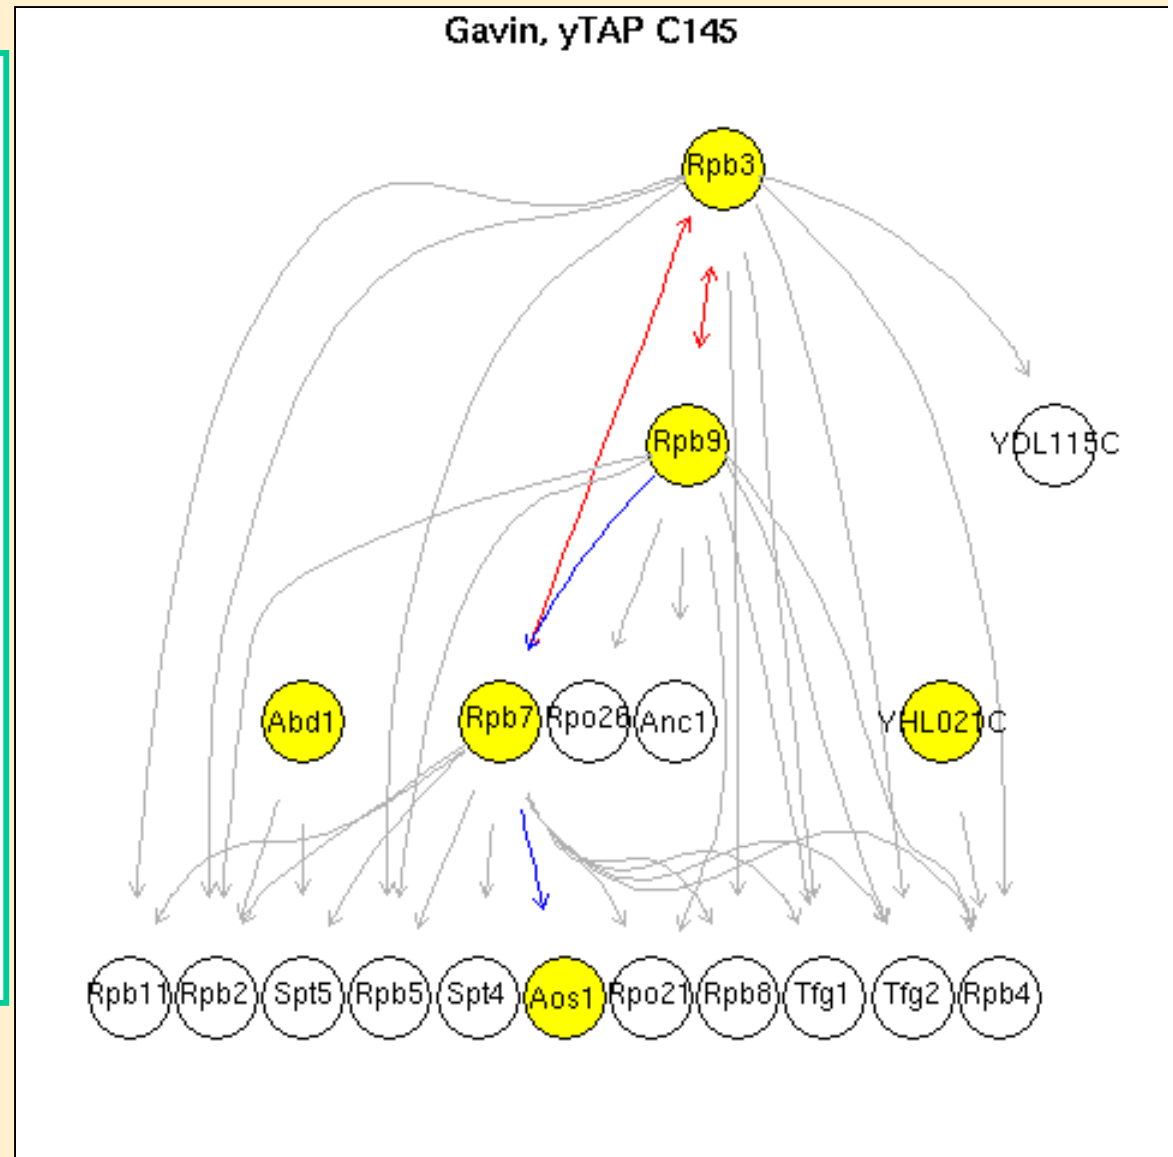 Gavin, yTAP C145
Rpb3
Rpb9
YDL115C
Abd1
Rpb7
Rpo26
Anc1
YHL021C
Rpb11
Rpb2
Spt5
Rpb5
Spt4
Aos1
Rpo21
Rpb8
Tfg1
Tfg2
Rpb4